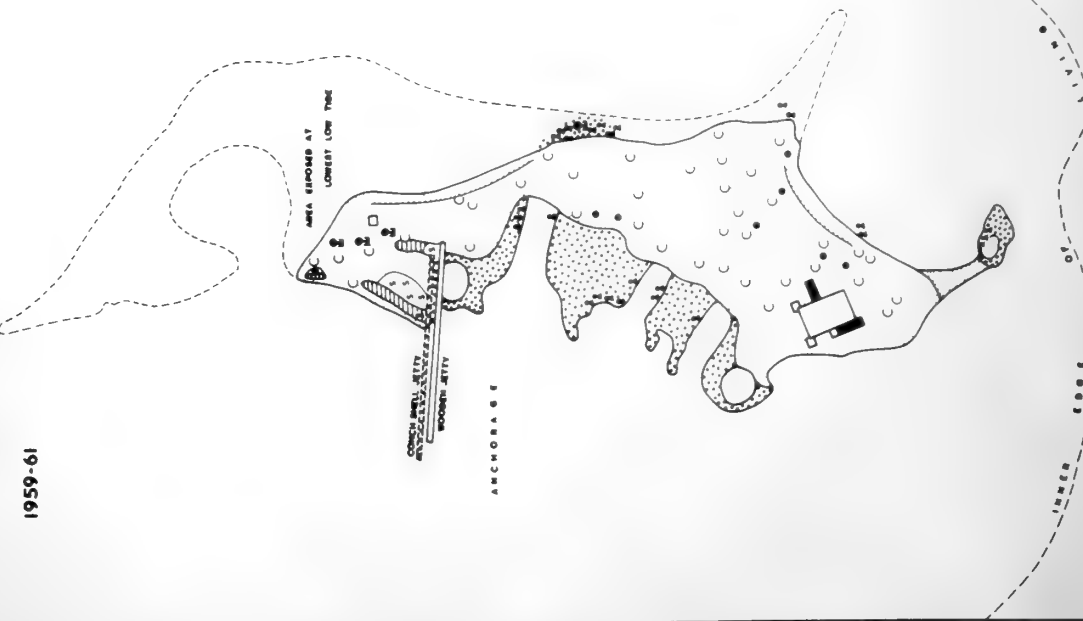 1959-61
AREA EXPOSED AT
LOWEST LOW TIDE
CONCH SHELL JETTY
WOODEN JETTY
ANCHORAGE
INNER
EDGE
OF